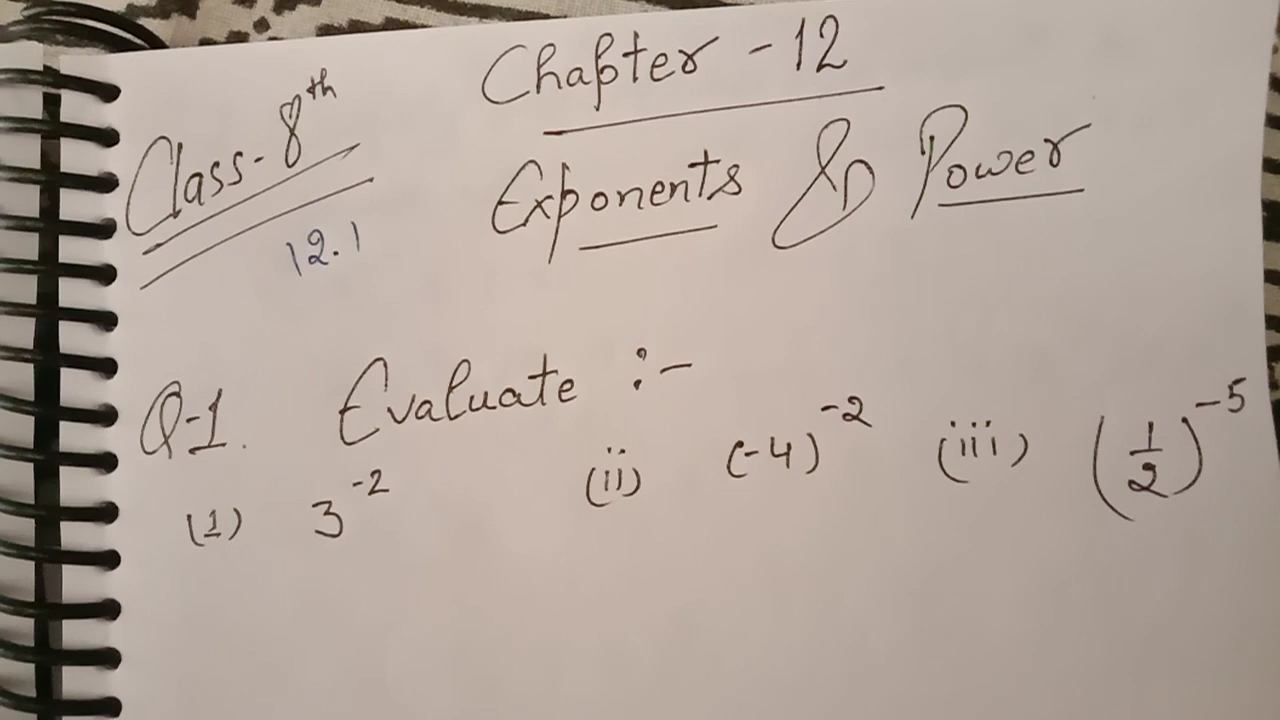 Chapter - 12
Class - 8th
Exponents & Power
12.1
Q-1. Evaluate :-
(1) 3^-2 (ii) (-4)^-2 (iii) (1/2)^-5